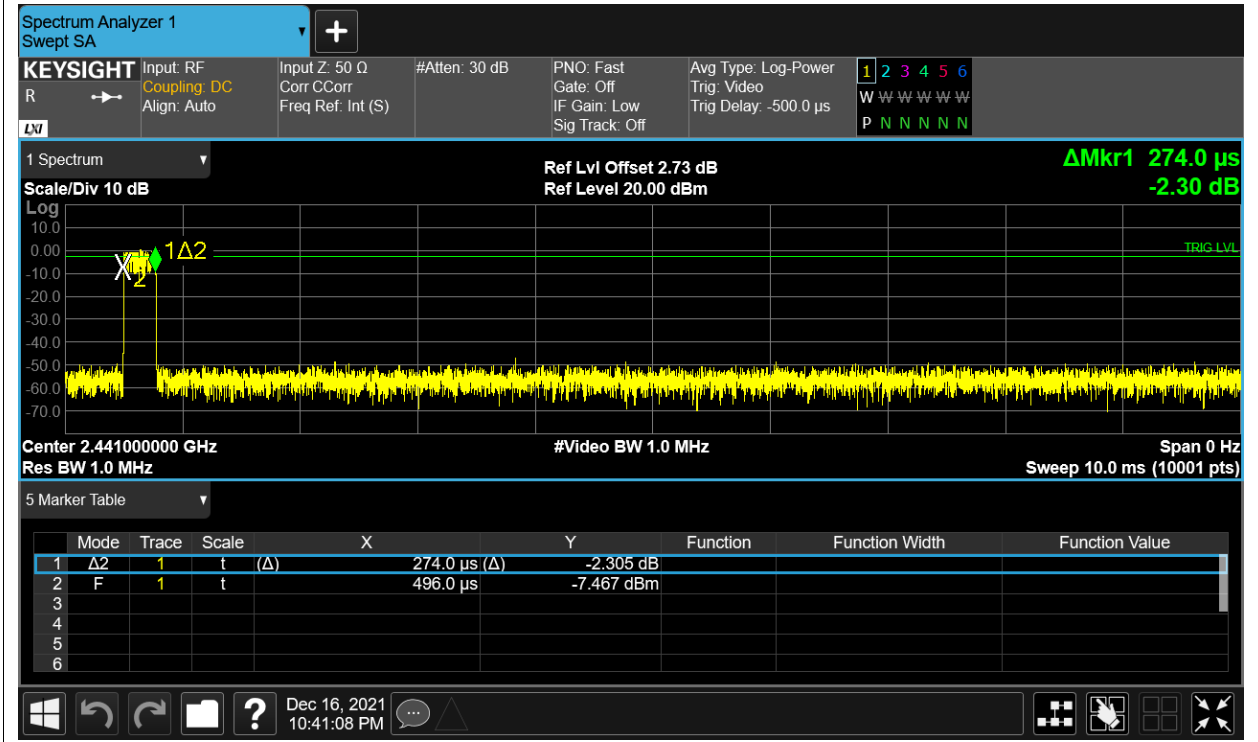 Spectrum Analyzer 1
Swept SA
KEYSIGHT Input: RF Input Z: 50 Ω #Atten: 30 dB PNO: Fast Avg Type: Log-Power 1 2 3 4 5 6
R Coupling: DC Corr CCorr Gate: Off Trig: Video W W W W W W
Align: Auto Freq Ref: Int (S) IF Gain: Low Trig Delay: -500.0 µs P N N N N N
LXI Sig Track: Off
1 Spectrum Ref Lvl Offset 2.73 dB ΔMkr1 274.0 µs
Scale/Div 10 dB Ref Level 20.00 dBm -2.30 dB
Log
10.0
0.00 1Δ2 TRIG LVL
-10.0 X 2
-20.0
-30.0
-40.0
-50.0
-60.0
-70.0
Center 2.441000000 GHz #Video BW 1.0 MHz Span 0 Hz
Res BW 1.0 MHz Sweep 10.0 ms (10001 pts)
5 Marker Table
Mode Trace Scale X Y Function Function Width Function Value
1 Δ2 1 t (Δ) 274.0 µs (Δ) -2.305 dB
2 F 1 t 496.0 µs -7.467 dBm
3
4
5
6
? Dec 16, 2021
10:41:08 PM